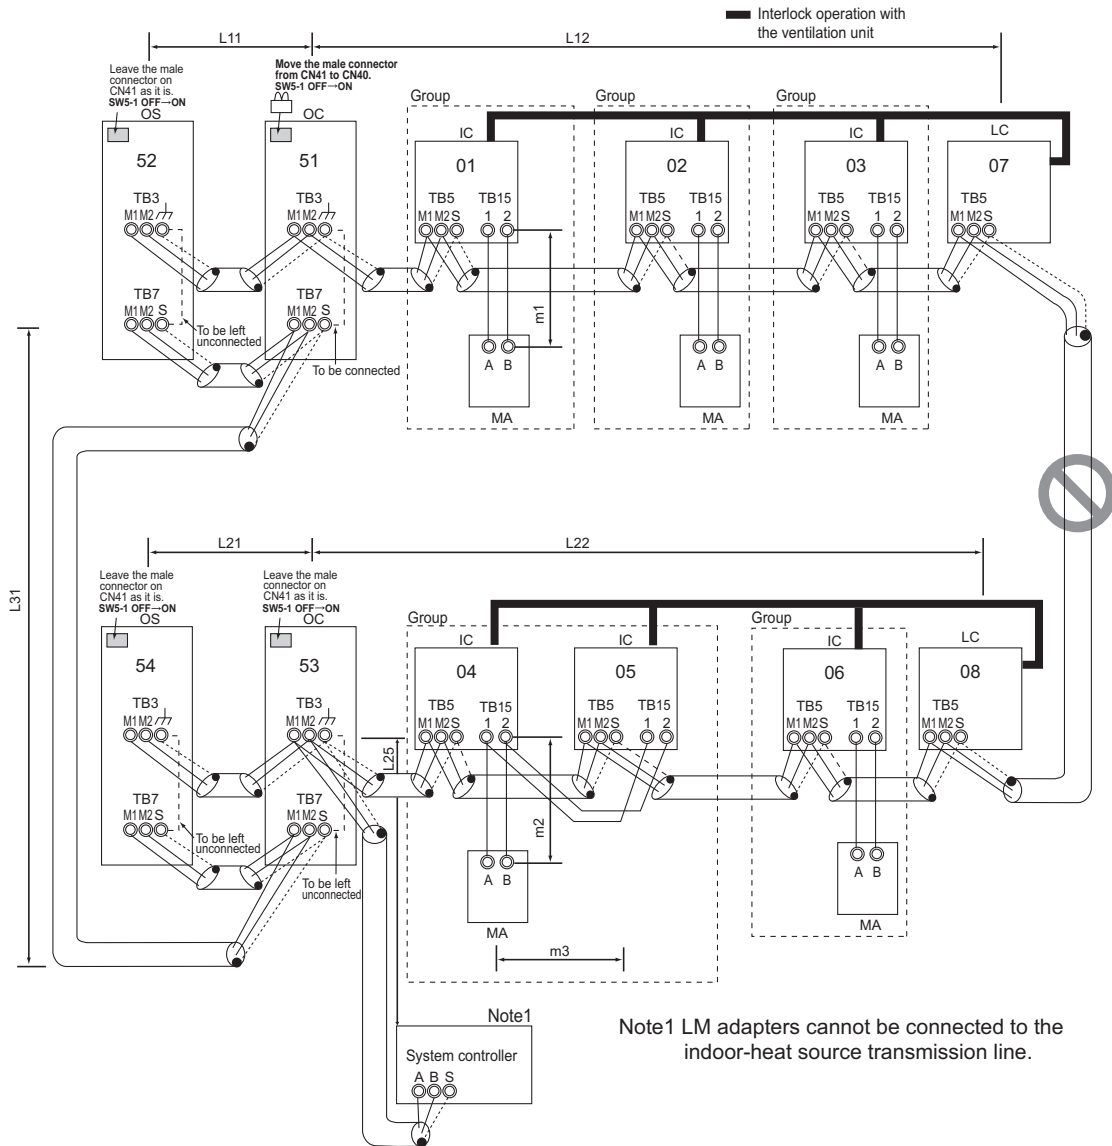 Interlock operation with
the ventilation unit
L11
L12
Leave the male
connector on
CN41 as it is.
SW5-1 OFF→ON
OS
Move the male connector
from CN41 to CN40.
SW5-1 OFF→ON
OC
Group
Group
Group
IC
IC
IC
LC
52
51
01
02
03
07
TB3
TB3
TB5 TB15
TB5 TB15
TB5 TB15
TB5
M1 M2
M1 M2
M1 M2 S 1 2
M1 M2 S 1 2
M1 M2 S 1 2
M1 M2 S
TB7
TB7
M1 M2 S
M1 M2 S
To be left
unconnected
To be connected
m1
A B
A B
A B
MA
MA
MA
L31
L21
L22
Leave the male
connector on
CN41 as it is.
SW5-1 OFF→ON
OS
Leave the male
connector on
CN41 as it is.
SW5-1 OFF→ON
OC
Group
Group
IC
IC
IC
LC
54
53
04
05
06
08
TB3
TB3
TB5 TB15
TB5 TB15
TB5 TB15
TB5
M1 M2
M1 M2
M1 M2 S 1 2
M1 M2 S 1 2
M1 M2 S 1 2
M1 M2 S
L25
TB7
TB7
M1 M2 S
M1 M2 S
To be left
unconnected
To be left
unconnected
m2
A B
A B
MA
MA
m3
Note1
System controller
A B S
Note1 LM adapters cannot be connected to the
indoor-heat source transmission line.